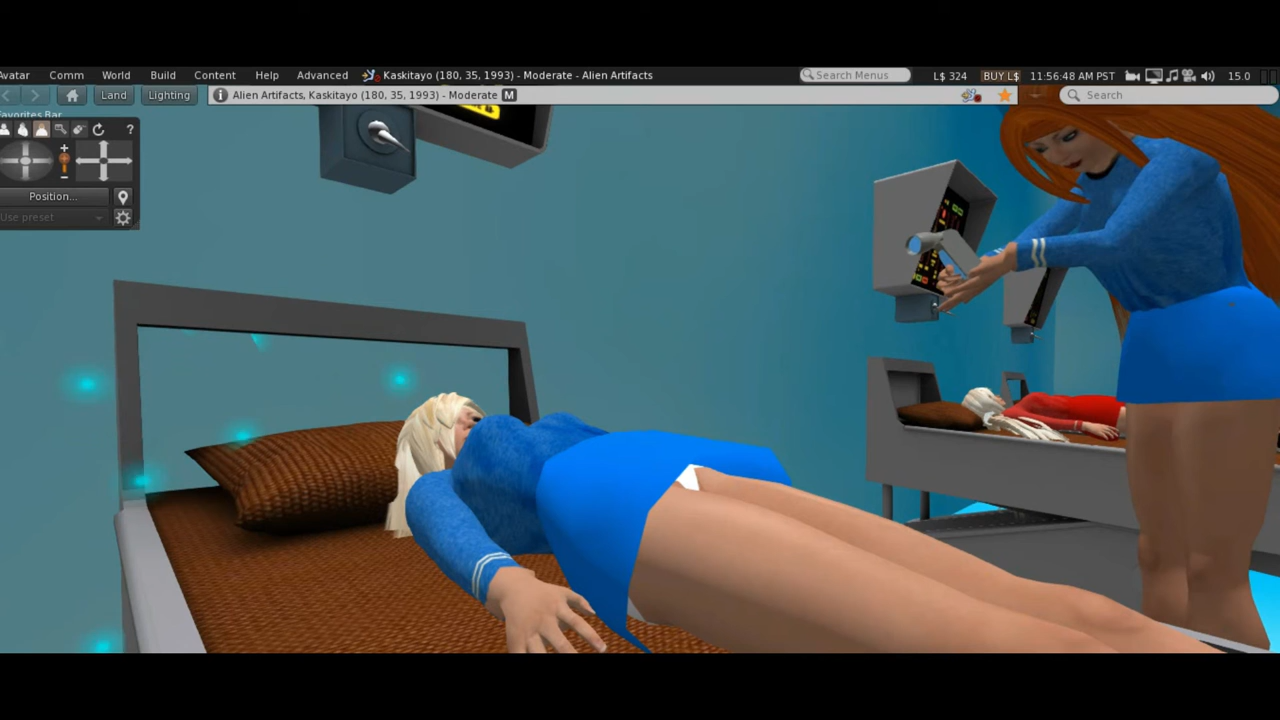 Avatar Comm World Build Content Help Advanced Kaskitayo (180, 35, 1993) - Moderate - Alien Artifacts Search Menus L$ 324 BUY L$ 11:56:48 AM PST 15.0
Land Lighting Alien Artifacts, Kaskitayo (180, 35, 1993) - Moderate M Search
Favorites Bar
?
Position...
Use preset